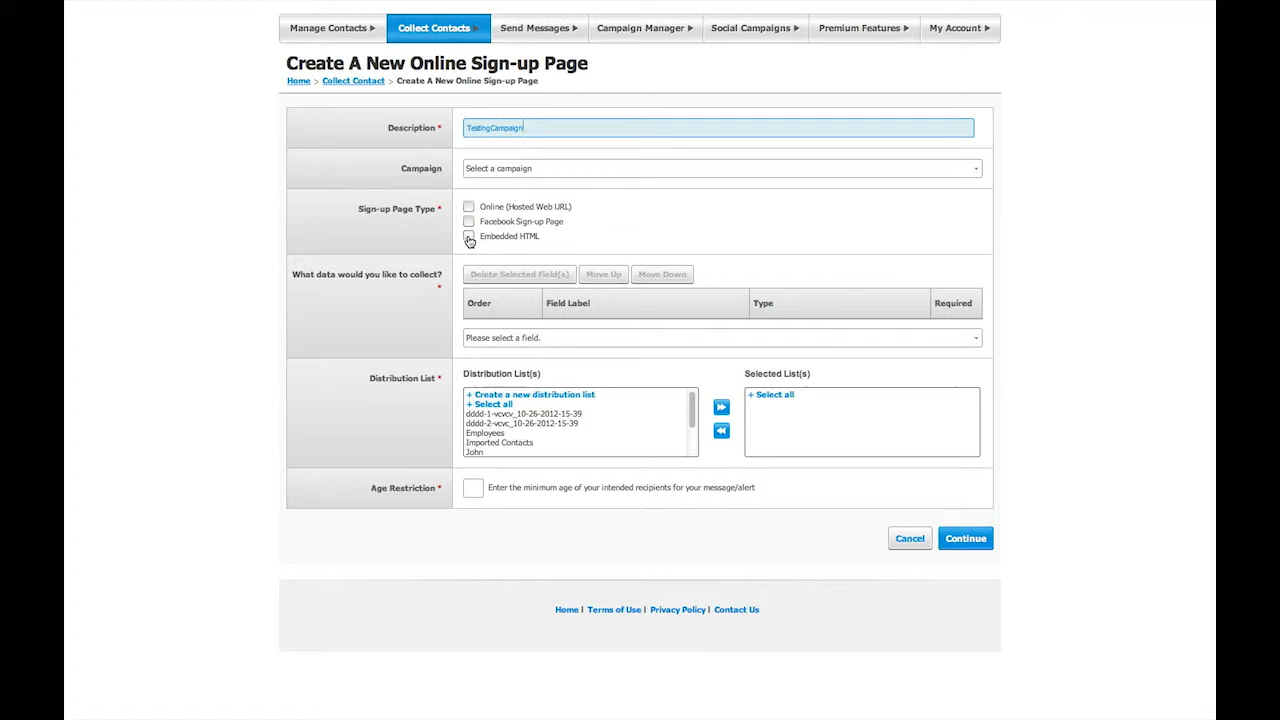 Manage Contacts Collect Contacts Send Messages Campaign Manager Social Campaigns Premium Features My Account
Create A New Online Sign-up Page
Home > Collect Contact > Create A New Online Sign-up Page
Description * TestingCampaign
Campaign Select a campaign
Sign-up Page Type * Online (Hosted Web URL)
Facebook Sign-up Page
Embedded HTML
What data would you like to collect? * Delete Selected Field(s) Move Up Move Down
Order Field Label Type Required
Please select a field.
Distribution List * Distribution List(s) Selected List(s)
+ Create a new distribution list + Select all
+ Select all
dddd-1-vcvcv_10-26-2012-15-39
dddd-2-vcvc_10-26-2012-15-39
Employees
Imported Contacts
John
Age Restriction * Enter the minimum age of your intended recipients for your message/alert
Cancel Continue
Home | Terms of Use | Privacy Policy | Contact Us